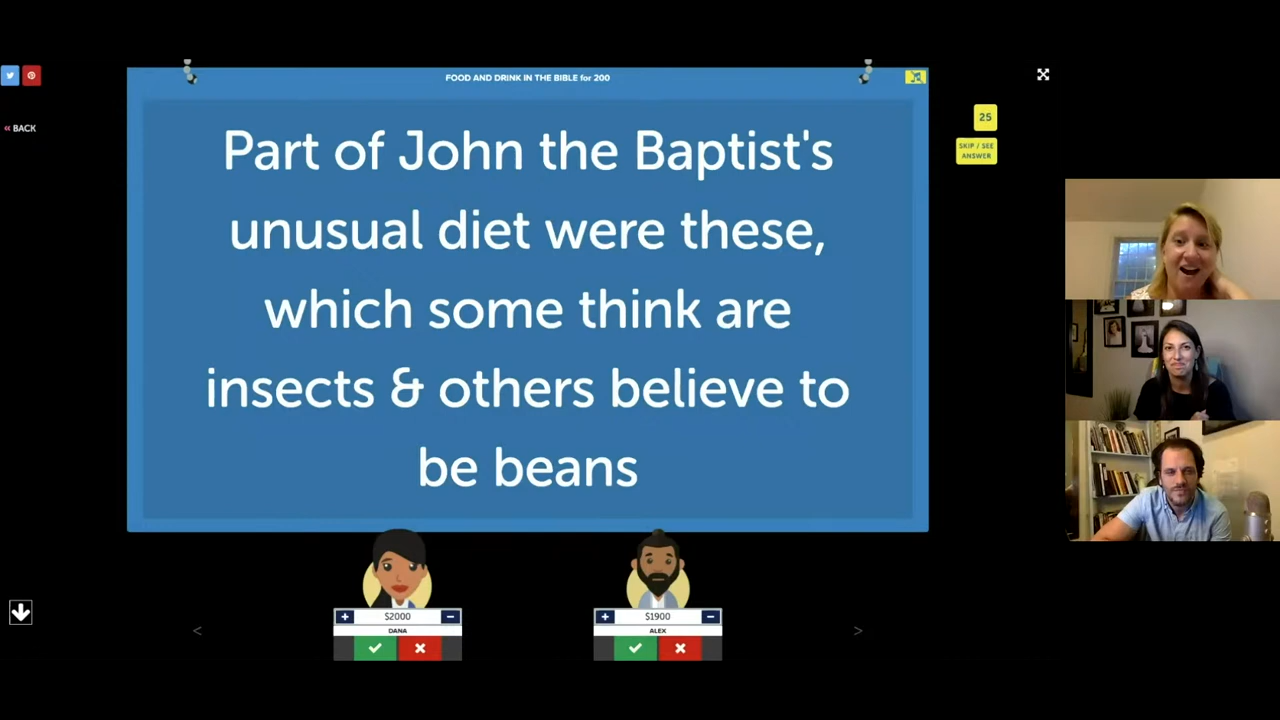 FOOD AND DRINK IN THE BIBLE for 200
« BACK
25
SKIP / SEE
ANSWER
Part of John the Baptist's
unusual diet were these,
which some think are
insects & others believe to
be beans
$2000
DANA
$1900
ALEX